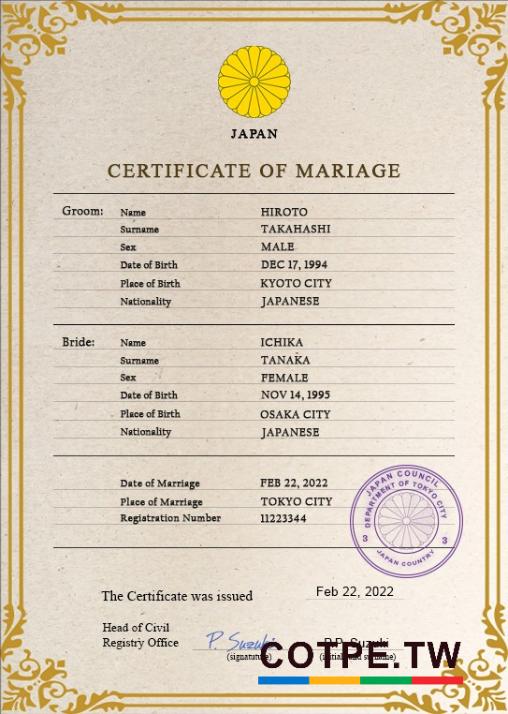 JAPAN
CERTIFICATE OF MARIAGE
Groom: Name HIROTO
Surname TAKAHASHI
Sex MALE
Date of Birth DEC 17, 1994
Place of Birth KYOTO CITY
Nationality JAPANESE
Bride: Name ICHIKA
Surname TANAKA
Sex FEMALE
Date of Birth NOV 14, 1995
Place of Birth OSAKA CITY
Nationality JAPANESE
Date of Marriage FEB 22, 2022
Place of Marriage TOKYO CITY
Registration Number 11223344
JAPAN COUNCIL
DEPARTMENT OF TOKYO CITY
3 3
JAPAN COUNTRY
The Certificate was issued Feb 22, 2022
Head of Civil
Registry Office P. Suzuki P.P. Suzuki
COTPE.TW